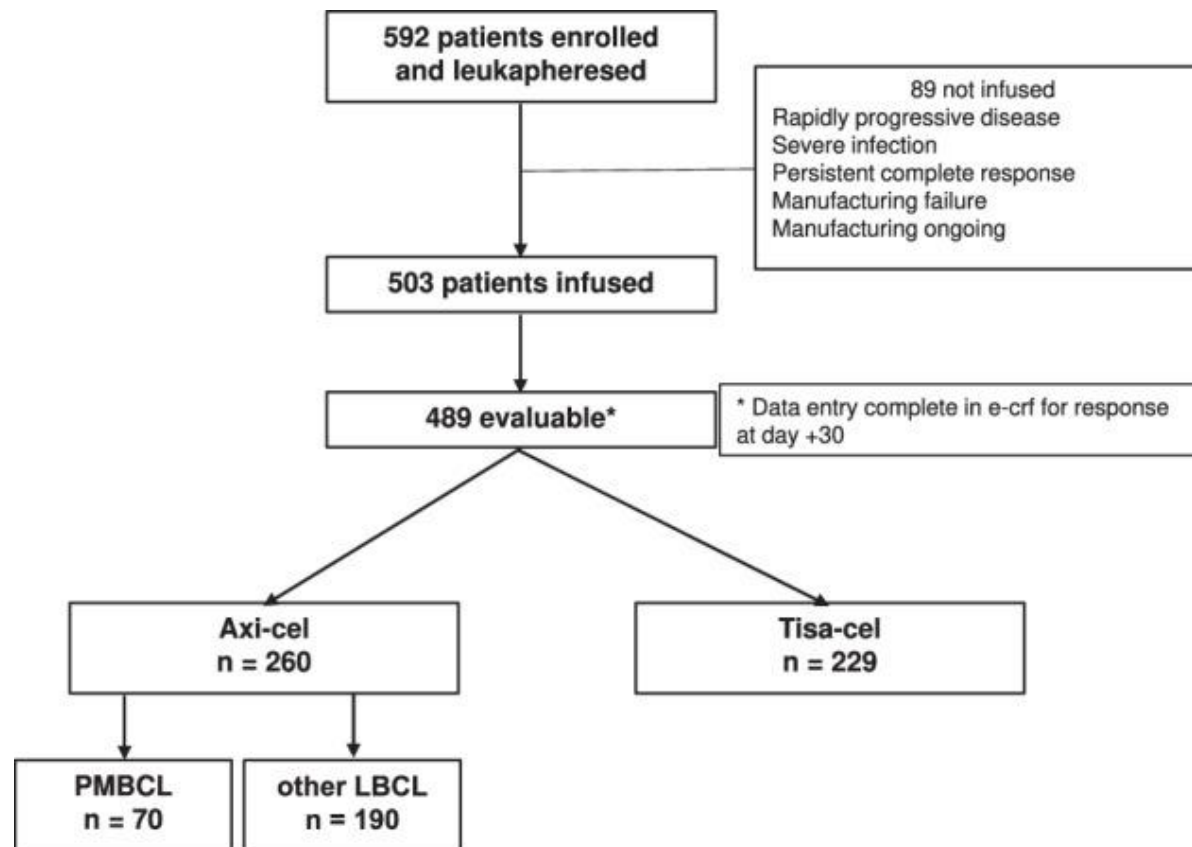 592 patients enrolled
and leukapheresed
89 not infused
Rapidly progressive disease
Severe infection
Persistent complete response
Manufacturing failure
Manufacturing ongoing
503 patients infused
489 evaluable*
* Data entry complete in e-crf for response
at day +30
Axi-cel
n = 260
Tisa-cel
n = 229
PMBCL
n = 70
other LBCL
n = 190